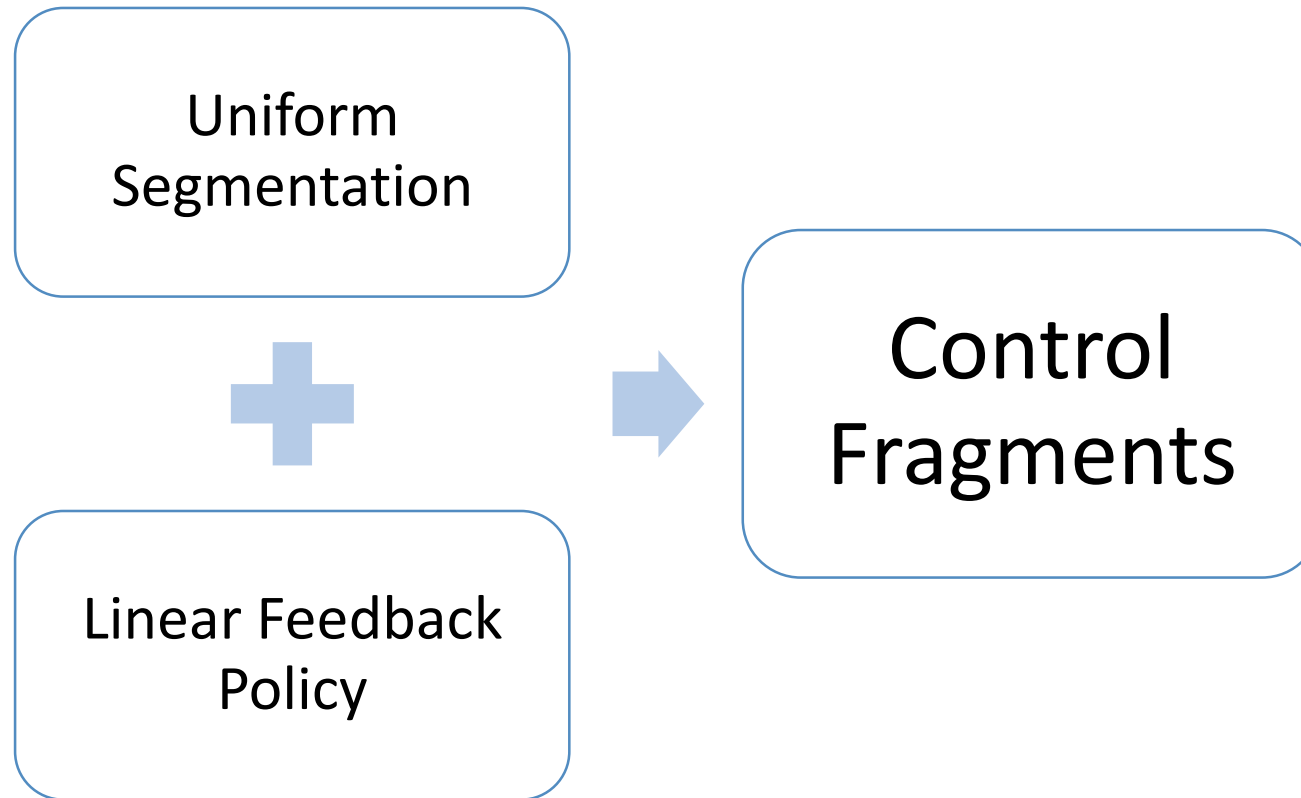 Uniform
Segmentation
Linear Feedback
Policy
Control
Fragments